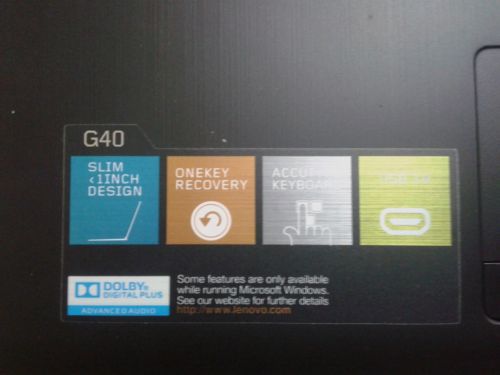 G40
SLIM
<1INCH
DESIGN
ONEKEY
RECOVERY
KEYBOARD
DOLBY®
DIGITAL PLUS
ADVANCED AUDIO
Some features are only available
while running Microsoft Windows.
See our website for further details
http://www.lenovo.com